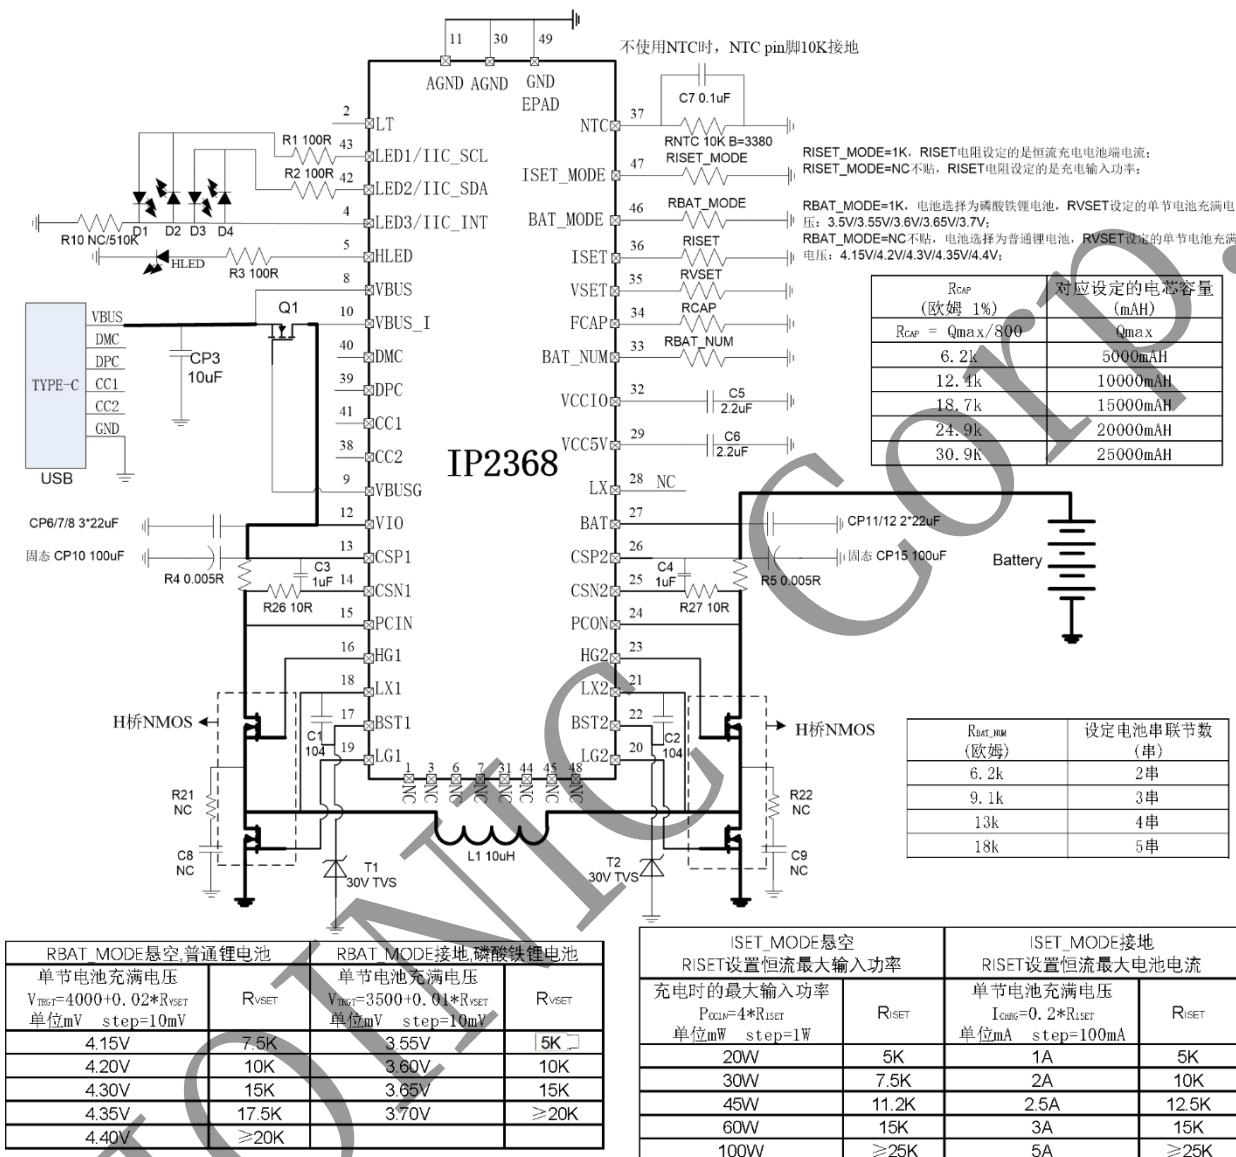 11
30
49
AGND
AGND
GND
EPAD
不使用NTC时，NTC pin脚10K接地
C7 0.1uF
RNTC 10K B=3380
2
LT
R1 100R
43
LED1/IIC_SCL
R2 100R
42
LED2/IIC_SDA
4
LED3/IIC_INT
D1
D2
D3
D4
R10 NC/510K
5
HLED
HLED
R3 100R
8
VBUS
10
VBUS_I
Q1
40
DMC
39
DPC
41
CC1
38
CC2
9
VBUSG
12
VIO
13
CSP1
14
CSN1
15
PCIN
16
HG1
18
LX1
17
BST1
19
LG1
IP2368
37
NTC
47
ISET_MODE
RISET_MODE
46
BAT_MODE
RBAT_MODE
36
ISET
RISET
35
VSET
RVSET
34
FCAP
RCAP
33
BAT_NUM
RBAT_NUM
32
VCCIO
C5
2.2uF
29
VCC5V
C6
2.2uF
28
LX
NC
27
BAT
26
CSP2
25
CSN2
24
PCON
23
HG2
21
LX2
22
BST2
20
LG2
1
3
6
7
31
44
45
48
NC
NC
NC
NC
NC
NC
NC
NC
RISET_MODE=1K，RISET电阻设定的是恒流充电电池端电流；
RISET_MODE=NC不贴，RISET电阻设定的是充电输入功率；
RBAT_MODE=1K，电池选择为磷酸铁锂电池，RVSET设定的单节电池充满电
压：3.5V/3.55V/3.6V/3.65V/3.7V；
RBAT_MODE=NC不贴，电池选择为普通锂电池，RVSET设定的单节电池充满
电压：4.15V/4.2V/4.3V/4.35V/4.4V；
RCAP
(欧姆 1%)
对应设定的电芯容量
(mAH)
RCAP = Qmax/800
Qmax
6.2k
5000mAH
12.4k
10000mAH
18.7k
15000mAH
24.9k
20000mAH
30.9k
25000mAH
TYPE-C
VBUS
DMC
DPC
CC1
CC2
GND
USB
CP3
10uF
CP6/7/8 3*22uF
固态 CP10 100uF
R4 0.005R
C3
1uF
R26 10R
CP11/12 2*22uF
固态 CP15 100uF
C4
1uF
R5 0.005R
R27 10R
Battery
H桥NMOS
H桥NMOS
C1
104
C2
104
R21
NC
C8
NC
R22
NC
C9
NC
T1
30V TVS
L1 10uH
T2
30V TVS
RBAT_NUM
(欧姆)
设定电池串联节数
(串)
6.2k
2串
9.1k
3串
13k
4串
18k
5串
RBAT_MODE悬空,普通锂电池
RBAT_MODE接地,磷酸铁锂电池
单节电池充满电压
VTRGT=4000+0.02*RVSET
单位mV step=10mV
RVSET
单节电池充满电压
VTRGT=3500+0.01*RVSET
单位mV step=10mV
RVSET
4.15V
7.5K
3.55V
5K
4.20V
10K
3.60V
10K
4.30V
15K
3.65V
15K
4.35V
17.5K
3.70V
≥20K
4.40V
≥20K
ISET_MODE悬空
RISET设置恒流最大输入功率
ISET_MODE接地
RISET设置恒流最大电池电流
充电时的最大输入功率
PCCIN=4*RISET
单位mW step=1W
RISET
单节电池充满电压
ICHRG=0.2*RISET
单位mA step=100mA
RISET
20W
5K
1A
5K
30W
7.5K
2A
10K
45W
11.2K
2.5A
12.5K
60W
15K
3A
15K
100W
≥25K
5A
≥25K
ONIC Corp.